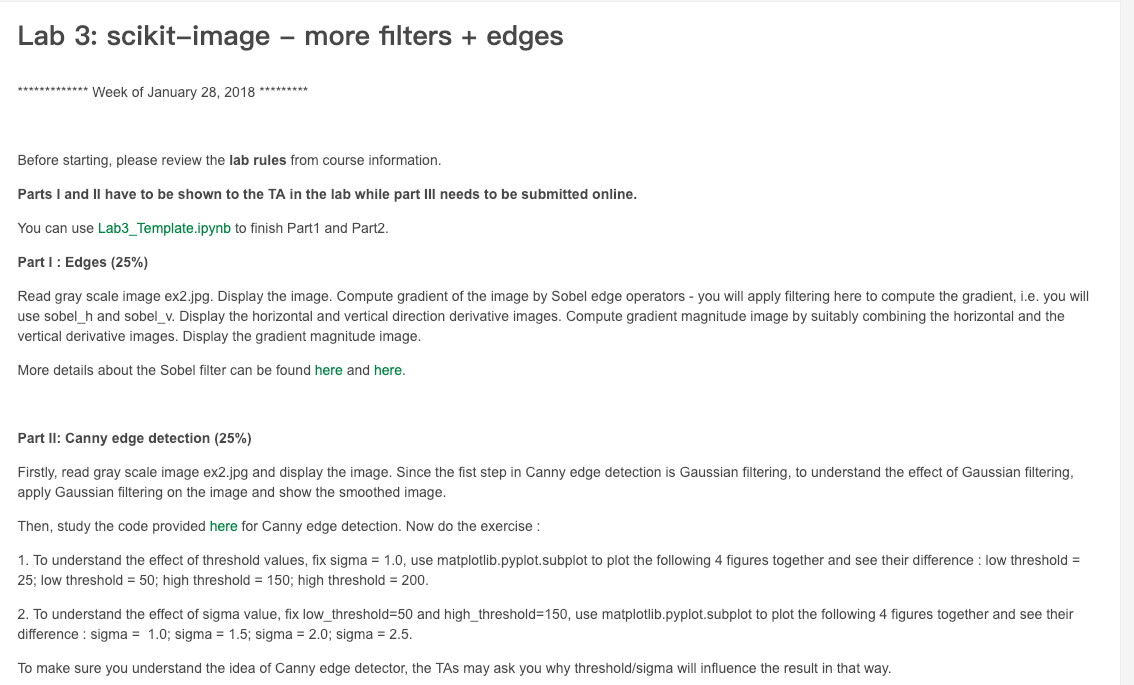 Lab 3: scikit–image – more filters + edges
************* Week of January 28, 2018 *********
Before starting, please review the lab rules from course information.
Parts I and II have to be shown to the TA in the lab while part III needs to be submitted online.
You can use Lab3_Template.ipynb to finish Part1 and Part2.
Part I : Edges (25%)
Read gray scale image ex2.jpg. Display the image. Compute gradient of the image by Sobel edge operators - you will apply filtering here to compute the gradient, i.e. you will
use sobel_h and sobel_v. Display the horizontal and vertical direction derivative images. Compute gradient magnitude image by suitably combining the horizontal and the
vertical derivative images. Display the gradient magnitude image.
More details about the Sobel filter can be found here and here.
Part II: Canny edge detection (25%)
Firstly, read gray scale image ex2.jpg and display the image. Since the fist step in Canny edge detection is Gaussian filtering, to understand the effect of Gaussian filtering,
apply Gaussian filtering on the image and show the smoothed image.
Then, study the code provided here for Canny edge detection. Now do the exercise :
1. To understand the effect of threshold values, fix sigma = 1.0, use matplotlib.pyplot.subplot to plot the following 4 figures together and see their difference : low threshold =
25; low threshold = 50; high threshold = 150; high threshold = 200.
2. To understand the effect of sigma value, fix low_threshold=50 and high_threshold=150, use matplotlib.pyplot.subplot to plot the following 4 figures together and see their
difference : sigma =  1.0; sigma = 1.5; sigma = 2.0; sigma = 2.5.
To make sure you understand the idea of Canny edge detector, the TAs may ask you why threshold/sigma will influence the result in that way.